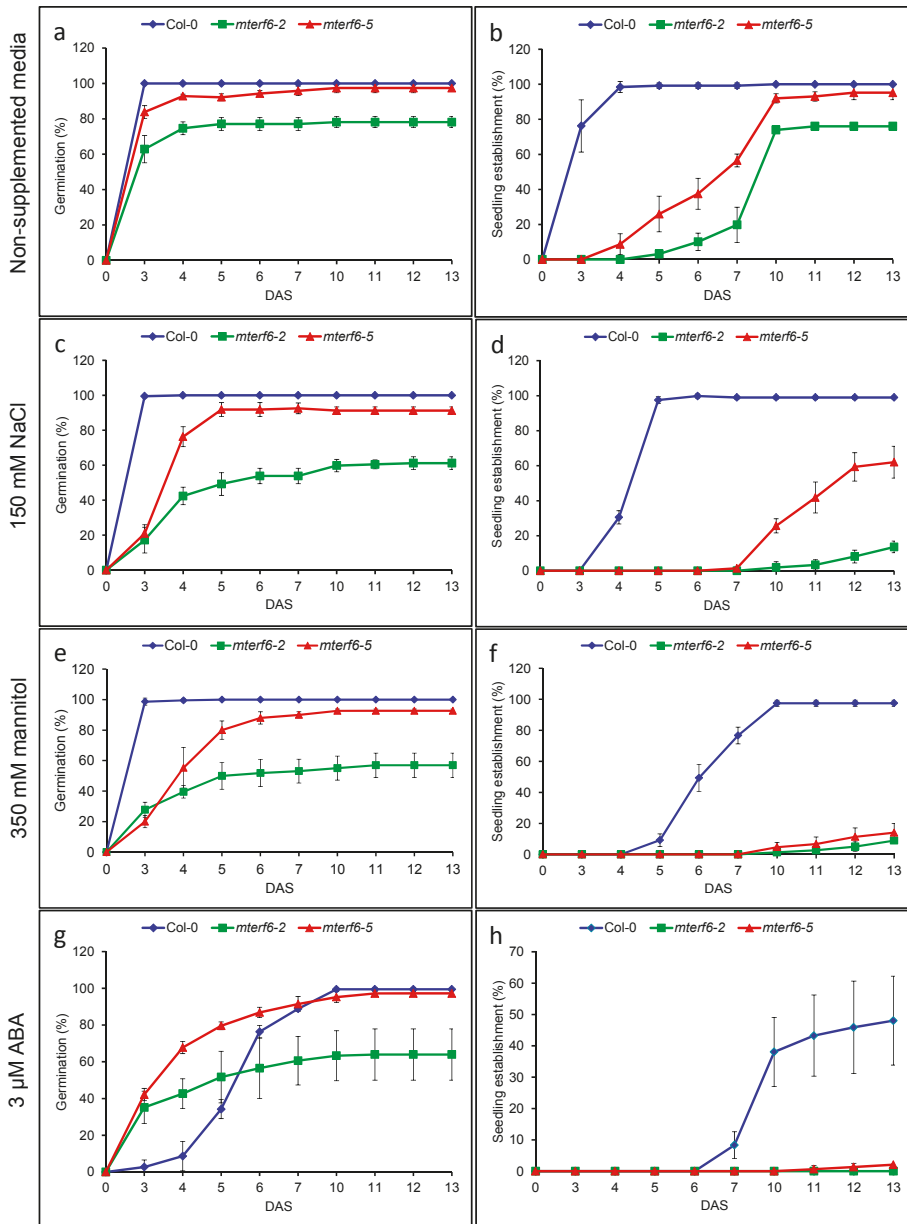 Non-supplemented media
a
Col-0 mterf6-2 mterf6-5
Germination (%)
120
100
80
60
40
20
0
0 3 4 5 6 7 10 11 12 13
DAS
b
Col-0 mterf6-2 mterf6-5
Seedling establishment (%)
120
100
80
60
40
20
0
0 3 4 5 6 7 10 11 12 13
DAS
150 mM NaCl
c
Col-0 mterf6-2 mterf6-5
Germination (%)
120
100
80
60
40
20
0
0 3 4 5 6 7 10 11 12 13
DAS
d
Col-0 mterf6-2 mterf6-5
Seedling establishment (%)
120
100
80
60
40
20
0
0 3 4 5 6 7 10 11 12 13
DAS
350 mM mannitol
e
Col-0 mterf6-2 mterf6-5
Germination (%)
120
100
80
60
40
20
0
0 3 4 5 6 7 10 11 12 13
DAS
f
Col-0 mterf6-2 mterf6-5
Seedling establishment (%)
120
100
80
60
40
20
0
0 3 4 5 6 7 10 11 12 13
DAS
3 µM ABA
g
Col-0 mterf6-2 mterf6-5
Germination (%)
120
100
80
60
40
20
0
0 3 4 5 6 7 10 11 12 13
DAS
h
Col-0 mterf6-2 mterf6-5
Seedling establishment (%)
70
60
50
40
30
20
10
0
0 3 4 5 6 7 10 11 12 13
DAS